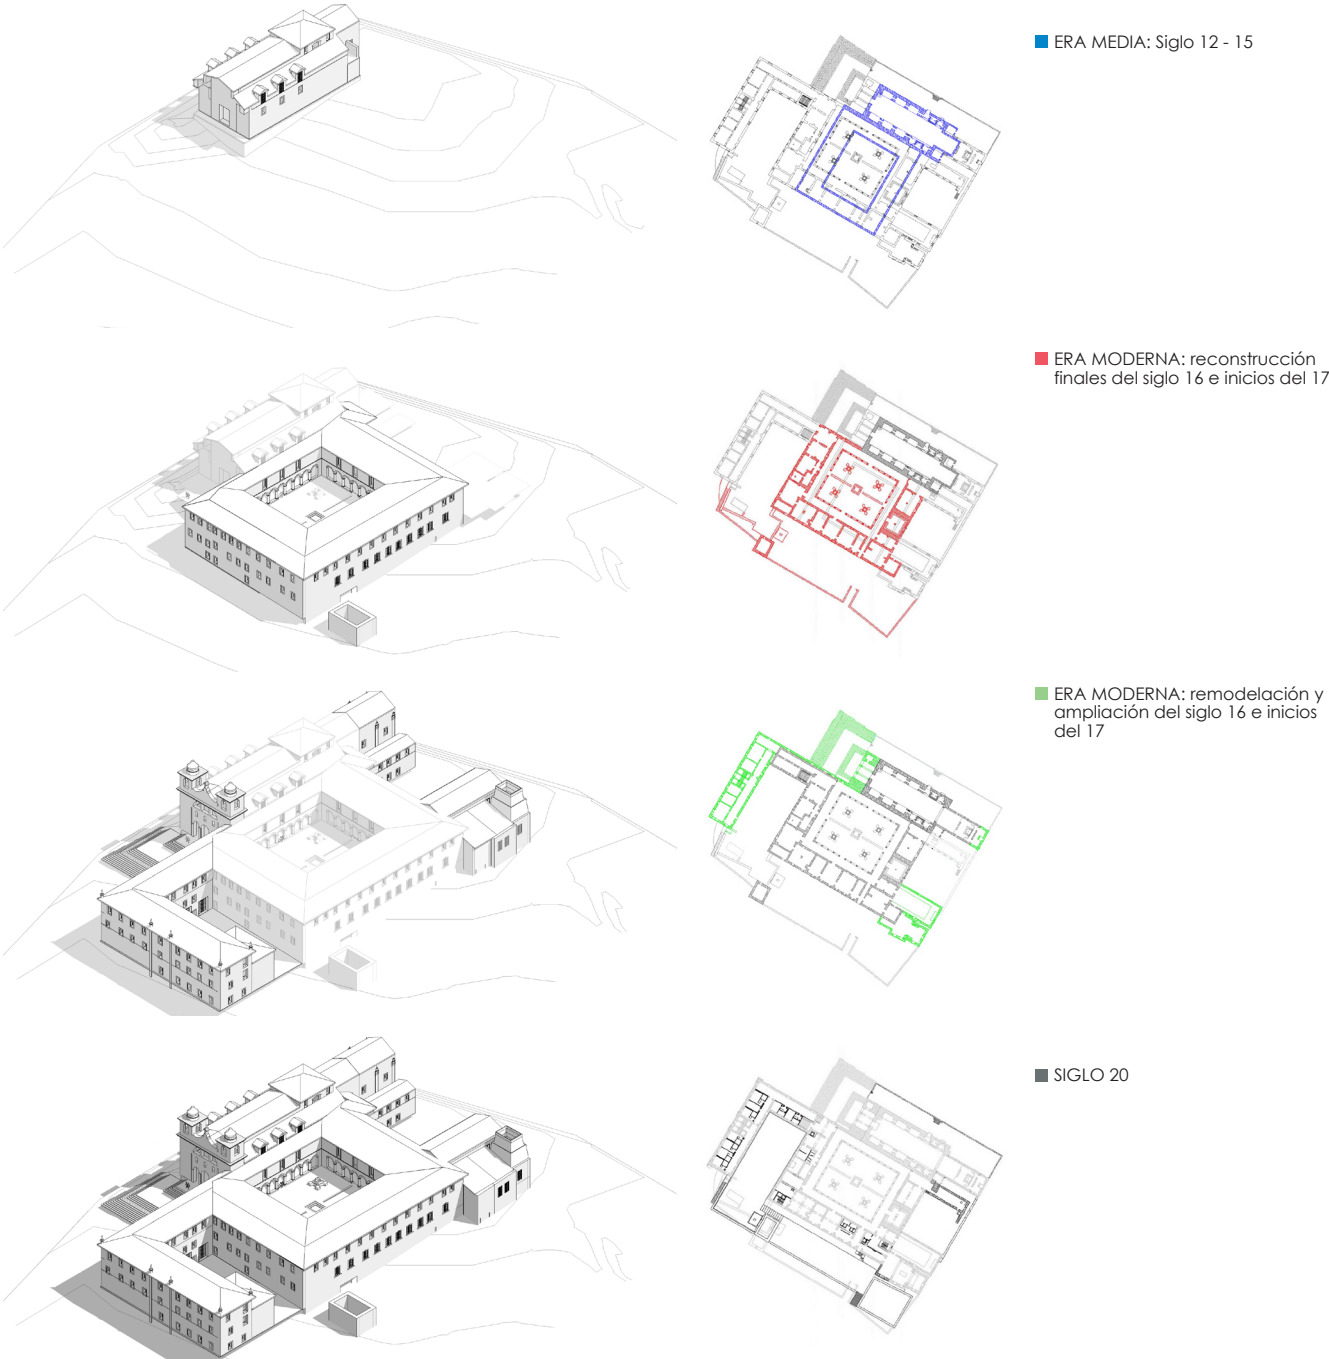 ERA MEDIA: Siglo 12 - 15
ERA MODERNA: reconstrucción
finales del siglo 16 e inicios del 17
ERA MODERNA: remodelación y
ampliación del siglo 16 e inicios
del 17
SIGLO 20